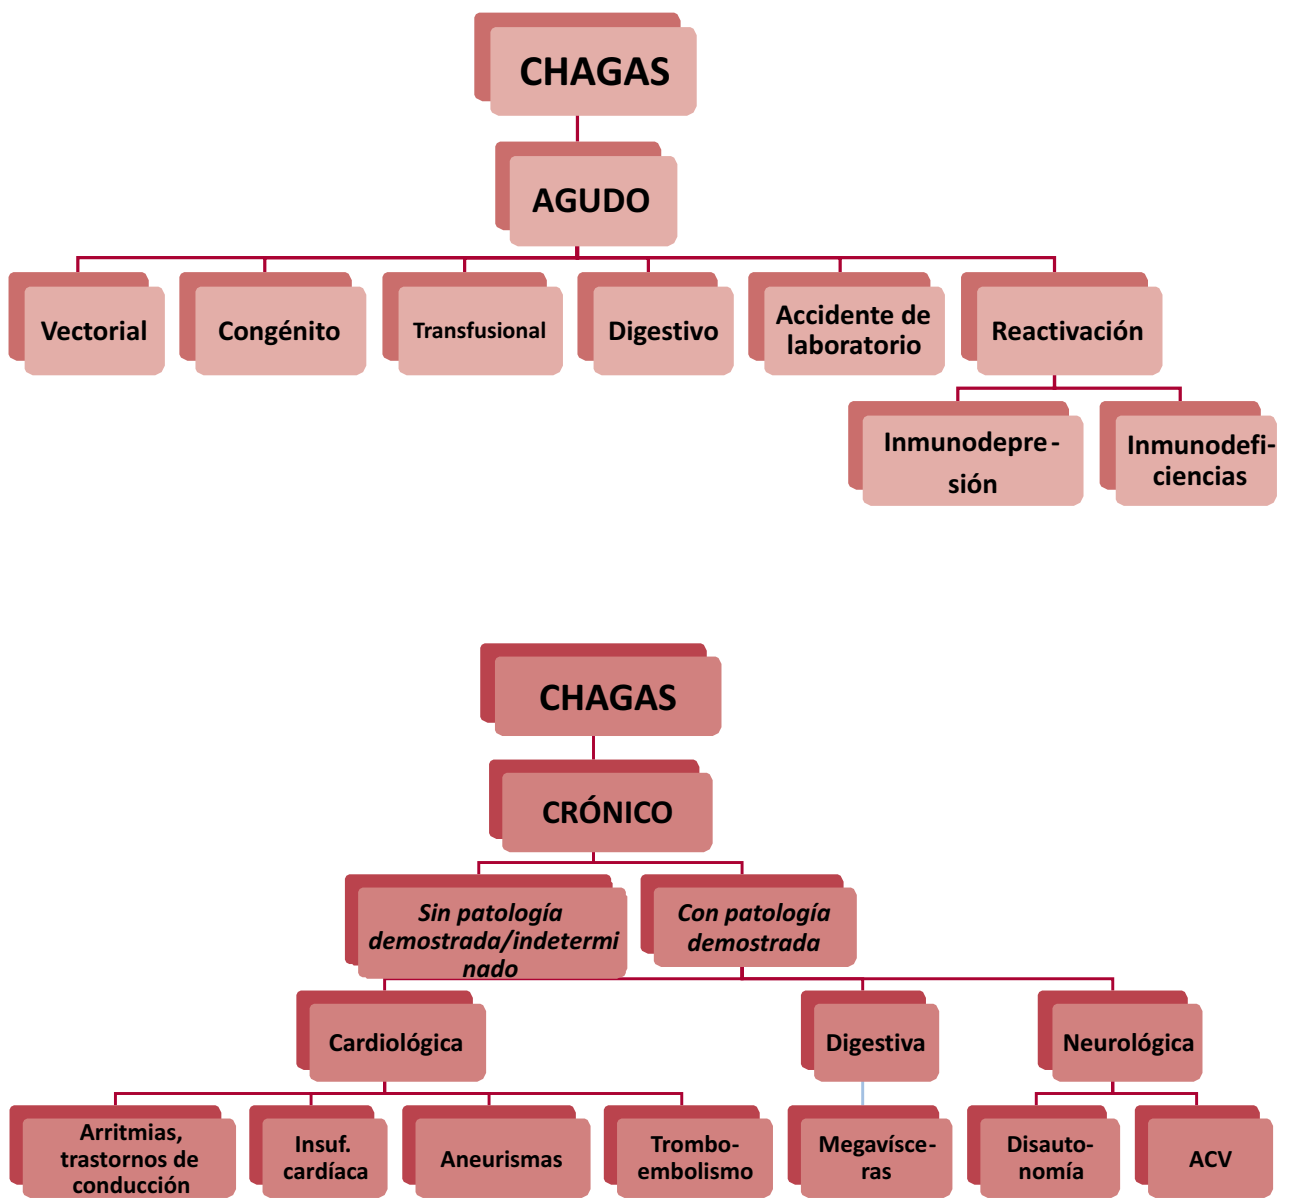 CHAGAS
AGUDO
Vectorial
Congénito
Transfusional
Digestivo
Accidente de
laboratorio
Reactivación
Inmunodepre-
sión
Inmunodefi-
ciencias
CHAGAS
CRÓNICO
Sin patología
demostrada/indetermi
nado
Con patología
demostrada
Cardiológica
Digestiva
Neurológica
Arritmias,
trastornos de
conducción
Insuf.
cardíaca
Aneurismas
Trombo-
embolismo
Megavísce-
ras
Disauto-
nomía
ACV